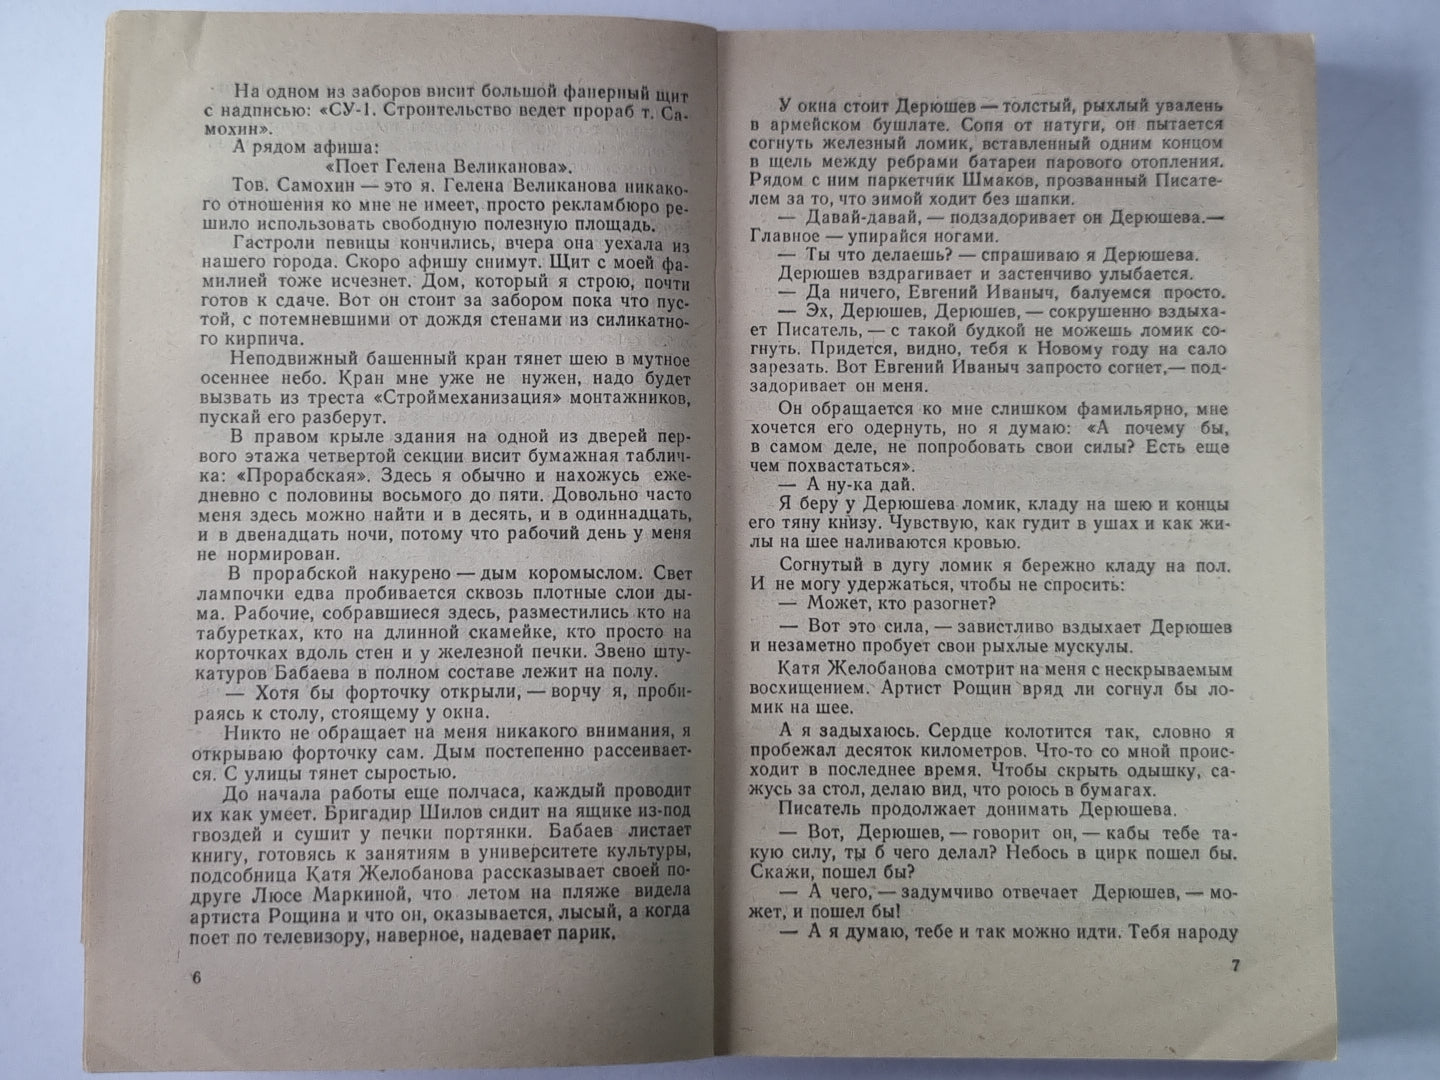 На одном из заборов висит большой фанерный щит
с надписью: «СУ-1. Строительство ведет прораб т. Са-
мохин».
А рядом афиша:
«Поет Гелена Великанова».
Тов. Самохин — это я. Гелена Великанова никако-
го отношения ко мне не имеет, просто рекламбюро ре-
шило использовать свободную полезную площадь.
Гастроли певицы кончились, вчера она уехала из
нашего города. Скоро афишу снимут. Щит с моей фа-
милией тоже исчезнет. Дом, который я строю, почти
готов к сдаче. Вот он стоит за забором пока что пус-
той, с потемневшими от дождя стенами из силикатно-
го кирпича.
Неподвижный башенный кран тянет шею в мутное
осеннее небо. Кран мне уже не нужен, надо будет
вызвать из треста «Строймеханизация» монтажников,
пускай его разберут.
В правом крыле здания на одной из дверей пер-
вого этажа четвертой секции висит бумажная таблич-
ка: «Прорабская». Здесь я обычно и нахожусь еже-
дневно с половины восьмого до пяти. Довольно часто
меня здесь можно найти и в десять, и в одиннадцать,
и в двенадцать ночи, потому что рабочий день у меня
не нормирован.
В прорабской накурено — дым коромыслом. Свет
лампочки едва пробивается сквозь плотные слои ды-
ма. Рабочие, собравшиеся здесь, разместились кто на
табуретках, кто на длинной скамейке, кто просто на
корточках вдоль стен и у железной печки. Звено шту-
катуров Бабаева в полном составе лежит на полу.
— Хотя бы форточку открыли, — ворчу я, проби-
раясь к столу, стоящему у окна.
Никто не обращает на меня никакого внимания, я
открываю форточку сам. Дым постепенно рассеивает-
ся. С улицы тянет сыростью.
До начала работы еще полчаса, каждый проводит
их как умеет. Бригадир Шилов сидит на ящике из-под
гвоздей и сушит у печки портянки. Бабаев листает
книгу, готовясь к занятиям в университете культуры,
подсобница Катя Желобанова рассказывает своей по-
друге Люсе Маркиной, что летом на пляже видела
артиста Рощина и что он, оказывается, лысый, а когда
поет по телевизору, наверное, надевает парик.
6
У окна стоит Дерюшев — толстый, рыхлый увалень
в армейском бушлате. Сопя от натуги, он пытается
согнуть железный ломик, вставленный одним концом
в щель между ребрами батареи парового отопления.
Рядом с ним паркетчик Шмаков, прозванный Писате-
лем за то, что зимой ходит без шапки.
— Давай-давай, — подзадоривает он Дерюшева.—
Главное — упирайся ногами.
— Ты что делаешь? — спрашиваю я Дерюшева.
Дерюшев вздрагивает и застенчиво улыбается.
— Да ничего, Евгений Иваныч, балуемся просто.
— Эх, Дерюшев, Дерюшев, — сокрушенно вздыха-
ет Писатель, — с такой будкой не можешь ломик со-
гнуть. Придется, видно, тебя к Новому году на сало
зарезать. Вот Евгений Иваныч запросто согнет,— под-
задоривает он меня.
Он обращается ко мне слишком фамильярно, мне
хочется его одернуть, но я думаю: «А почему бы,
в самом деле, не попробовать свои силы? Есть еще
чем похвастаться».
— А ну-ка дай.
Я беру у Дерюшева ломик, кладу на шею и концы
его тяну книзу. Чувствую, как гудит в ушах и как жи-
лы на шее наливаются кровью.
Согнутый в дугу ломик я бережно кладу на пол.
И не могу удержаться, чтобы не спросить:
— Может, кто разогнет?
— Вот это сила, — завистливо вздыхает Дерюшев
и незаметно пробует свои рыхлые мускулы.
Катя Желобанова смотрит на меня с нескрываемым
восхищением. Артист Рощин вряд ли согнул бы ло-
мик на шее.
А я задыхаюсь. Сердце колотится так, словно я
пробежал десяток километров. Что-то со мной проис-
ходит в последнее время. Чтобы скрыть одышку, са-
жусь за стол, делаю вид, что роюсь в бумагах.
Писатель продолжает донимать Дерюшева.
— Вот, Дерюшев, — говорит он, — кабы тебе та-
кую силу, ты б чего делал? Небось в цирк пошел бы.
Скажи, пошел бы?
— А чего, — задумчиво отвечает Дерюшев, — мо-
жет, и пошел бы!
— А я думаю, тебе и так можно идти. Тебя народу
7